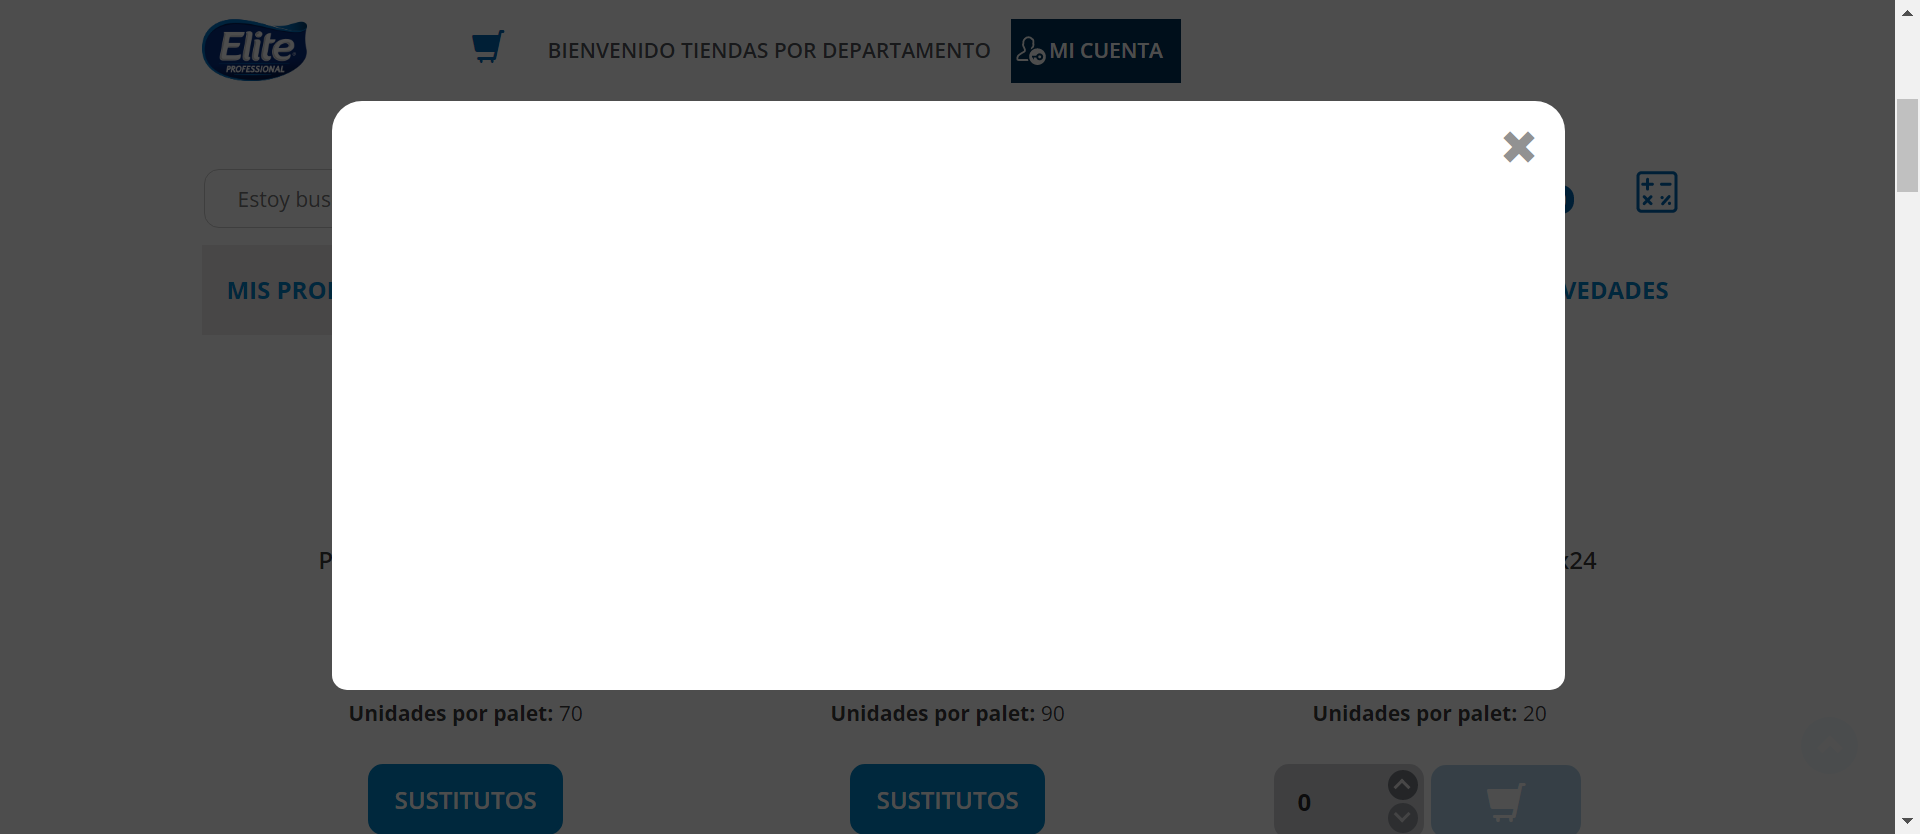 Elite
PROFESSIONAL
BIENVENIDO TIENDAS POR DEPARTAMENTO
MI CUENTA
Estoy bus
MIS PRO
VEDADES
P
x24
Unidades por palet: 70
Unidades por palet: 90
Unidades por palet: 20
SUSTITUTOS
SUSTITUTOS
0